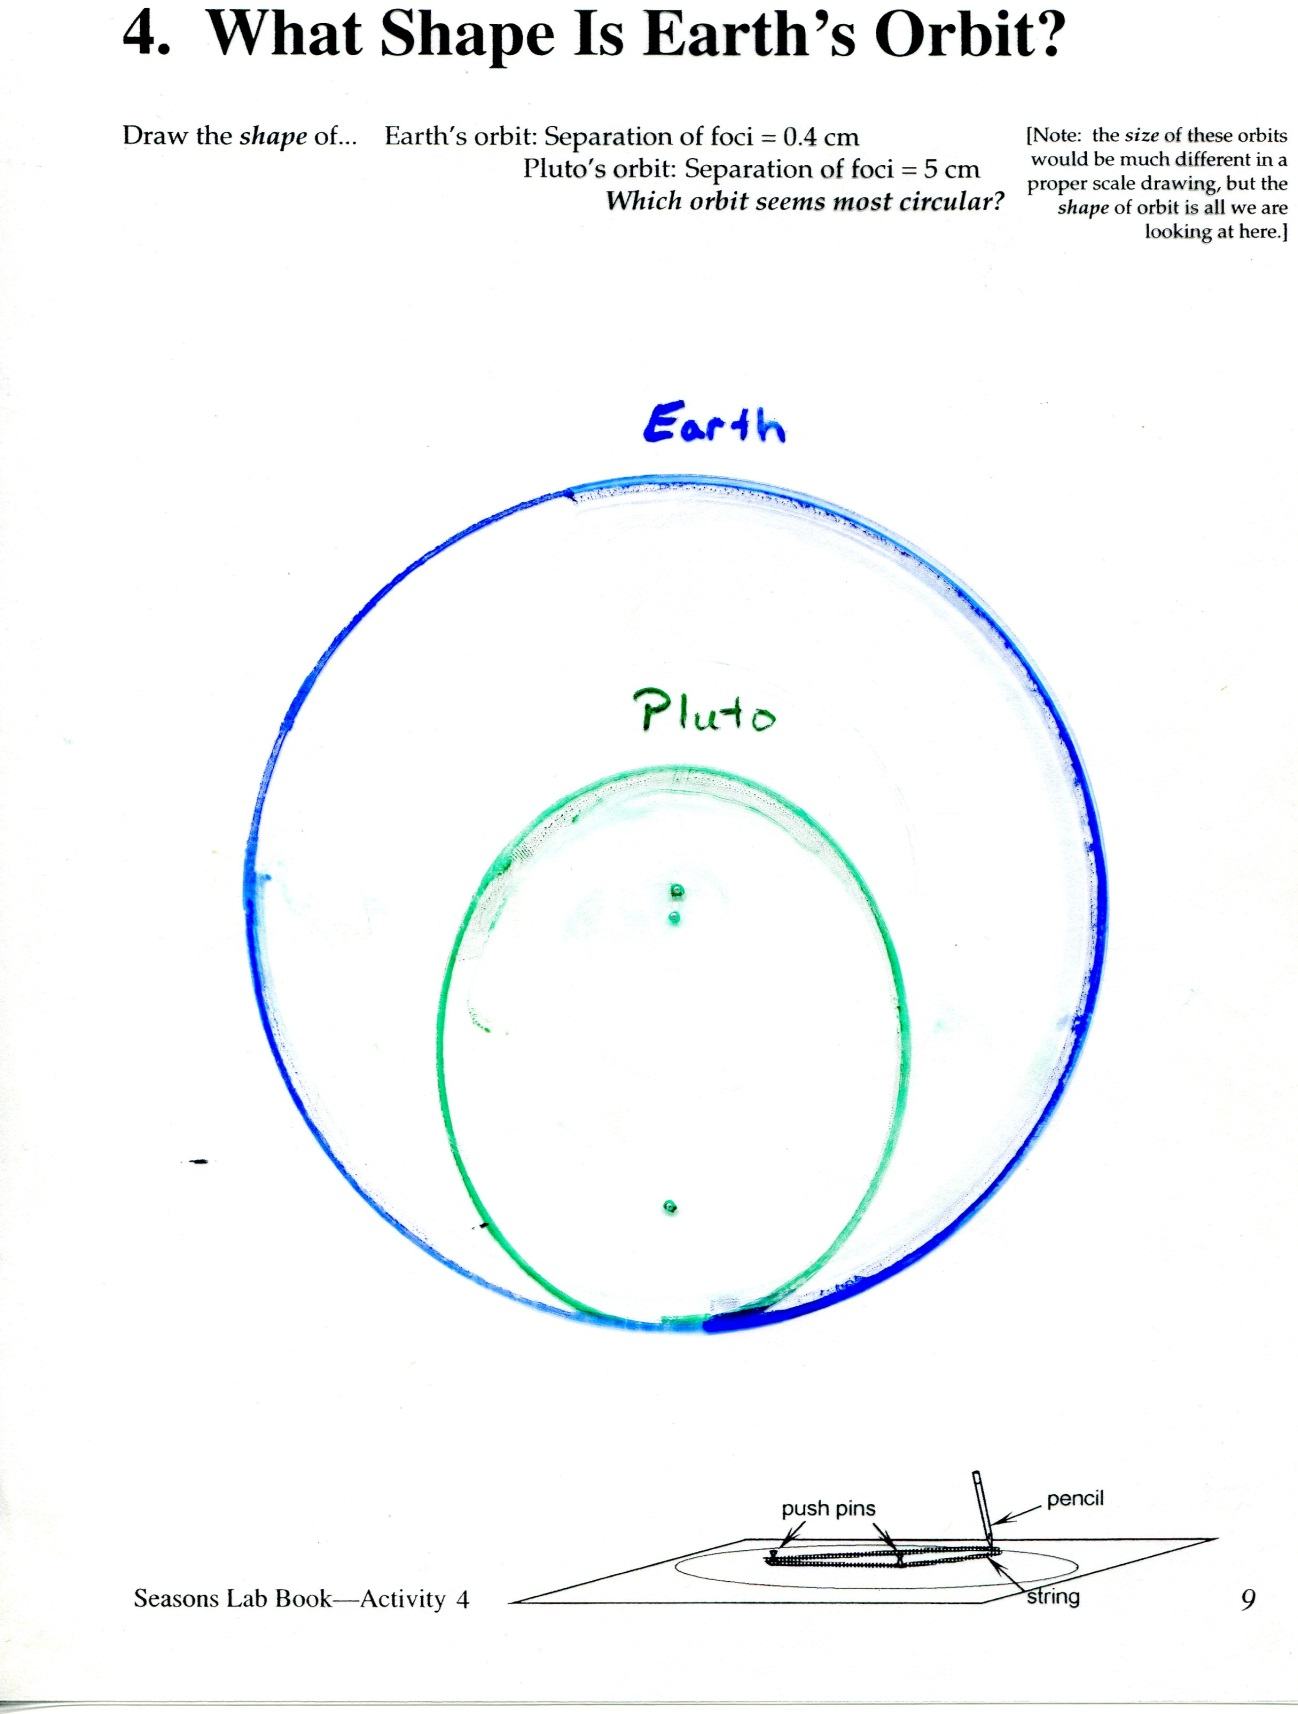 4. What Shape Is Earth's Orbit?
Draw the shape of... Earth's orbit: Separation of foci = 0.4 cm
Pluto's orbit: Separation of foci = 5 cm
Which orbit seems most circular?
[Note: the size of these orbits
would be much different in a
proper scale drawing, but the
shape of orbit is all we are
looking at here.]
Earth
Pluto
push pins
pencil
string
Seasons Lab Book—Activity 4
9